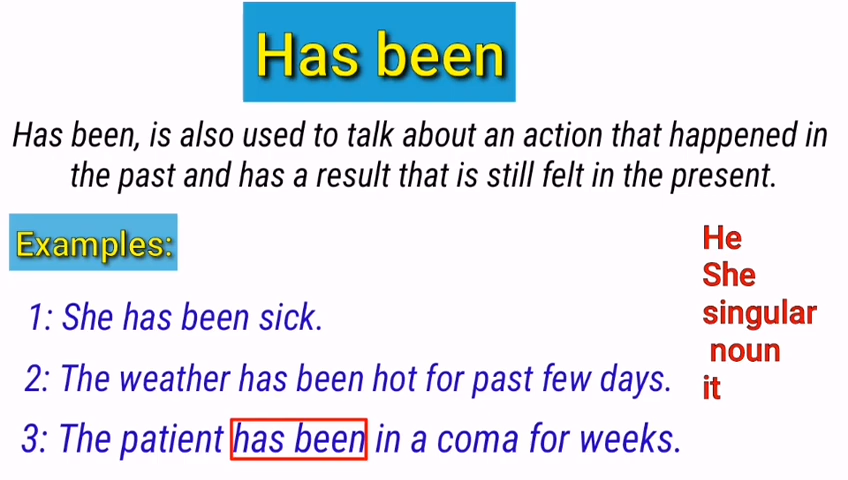 Has been
Has been, is also used to talk about an action that happened in
the past and has a result that is still felt in the present.
Examples:
1: She has been sick.
2: The weather has been hot for past few days.
3: The patient has been in a coma for weeks.
He
She
singular
noun
it